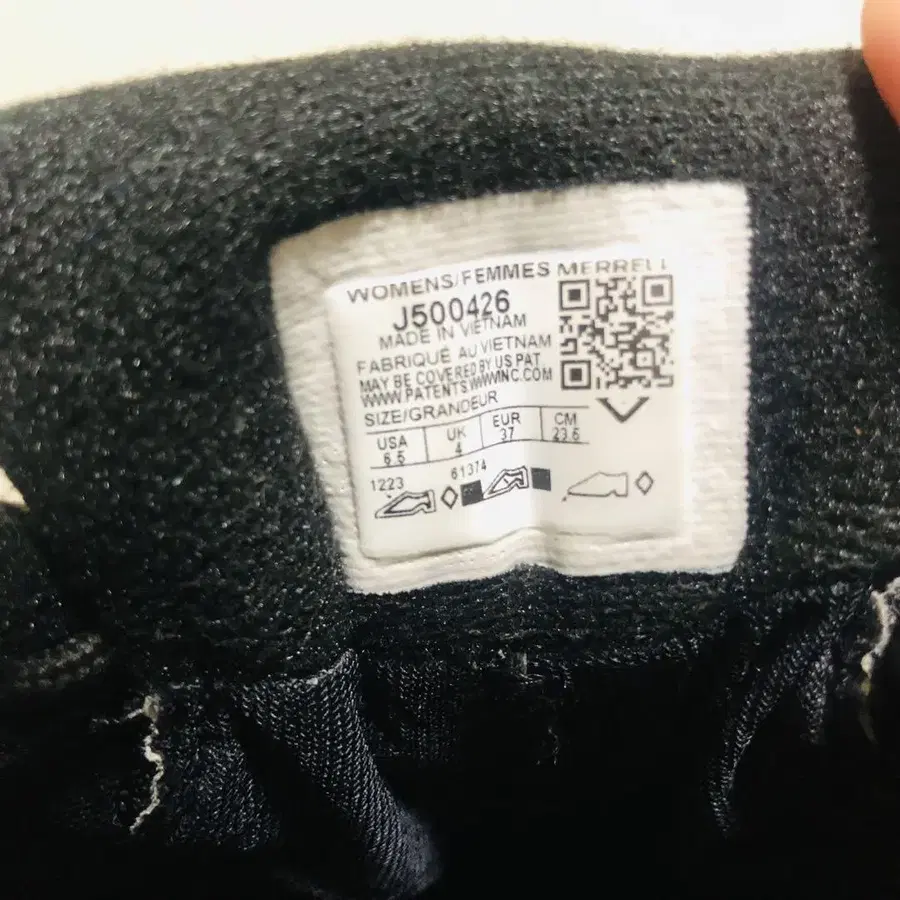 WOMENS/FEMMES MERRELL
J500426
MADE IN VIETNAM
FABRIQUÉ AU VIETNAM
MAY BE COVERED BY US PAT
WWW.PATENTS.WWWINC.COM
SIZE/GRANDEUR
USA UK EUR CM
6.5 4 37 23.5
1223 61374